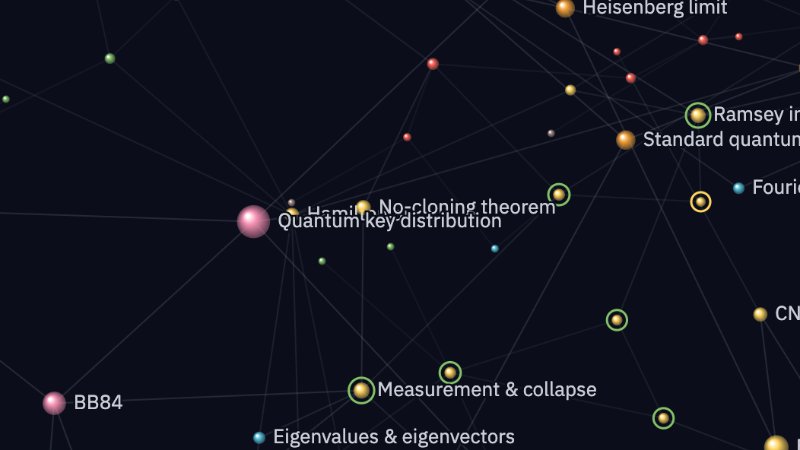 Heisenberg limit
Ramsey in
Standard quantum
Fourie
No-cloning theorem
Quantum key distribution
CN
Measurement & collapse
BB84
Eigenvalues & eigenvectors